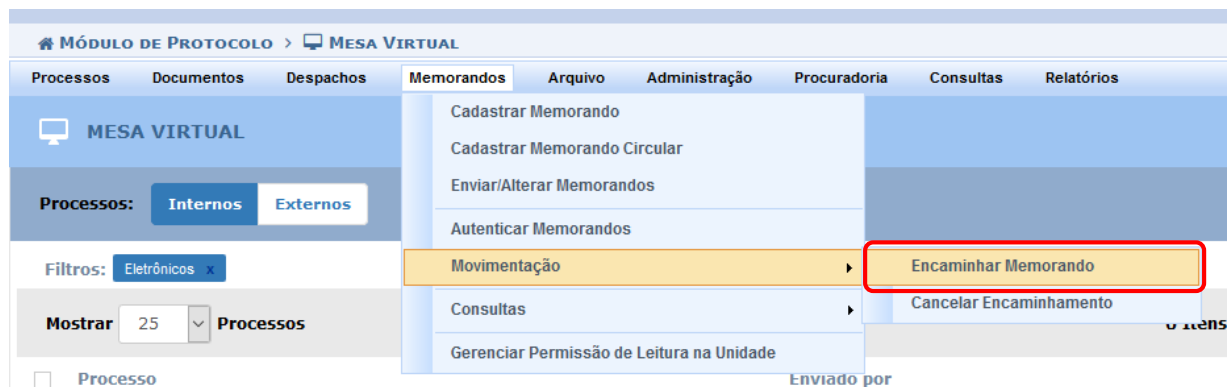 MÓDULO DE PROTOCOLO > MESA VIRTUAL
Processos Documentos Despachos Memorandos Arquivo Administração Procuradoria Consultas Relatórios
MESA VIRTUAL
Cadastrar Memorando
Cadastrar Memorando Circular
Enviar/Alterar Memorandos
Autenticar Memorandos
Movimentação
Consultas
Gerenciar Permissão de Leitura na Unidade
Encaminhar Memorando
Cancelar Encaminhamento
Processos: Internos Externos
Filtros: Eletrônicos x
Mostrar 25 Processos
0 Itens
Processo Enviado por